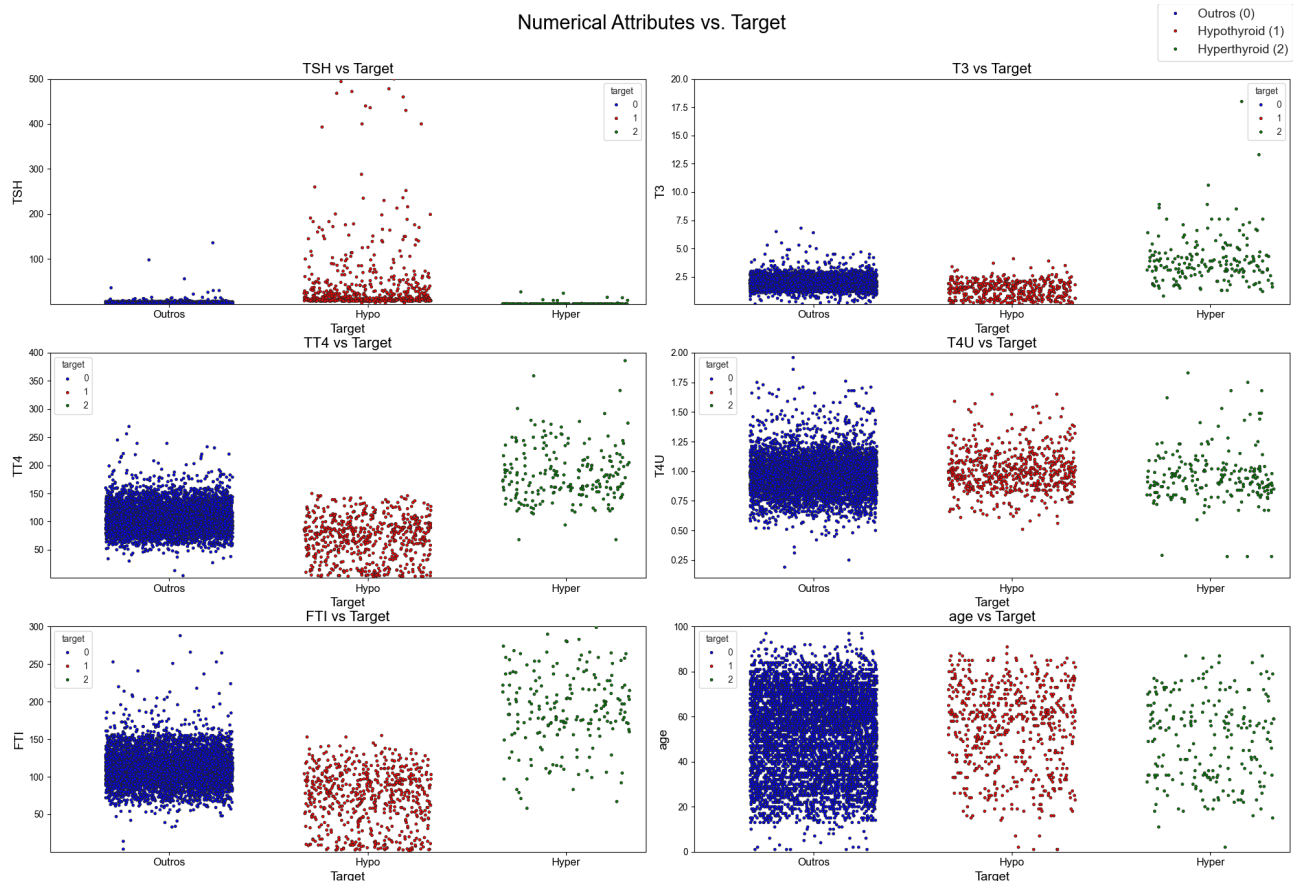 Numerical Attributes vs. Target
Outros (0)
Hypothyroid (1)
Hyperthyroid (2)
TSH vs Target
500
400
300
200
100
TSH
target
0
1
2
Outros
Hypo
Hyper
Target
T3 vs Target
20.0
17.5
15.0
12.5
10.0
7.5
5.0
2.5
T3
target
0
1
2
Outros
Hypo
Hyper
Target
TT4 vs Target
400
350
300
250
200
150
100
50
TT4
target
0
1
2
Outros
Hypo
Hyper
Target
T4U vs Target
2.00
1.75
1.50
1.25
1.00
0.75
0.50
0.25
T4U
target
0
1
2
Outros
Hypo
Hyper
Target
FTI vs Target
300
250
200
150
100
50
FTI
target
0
1
2
Outros
Hypo
Hyper
Target
age vs Target
100
80
60
40
20
0
age
target
0
1
2
Outros
Hypo
Hyper
Target